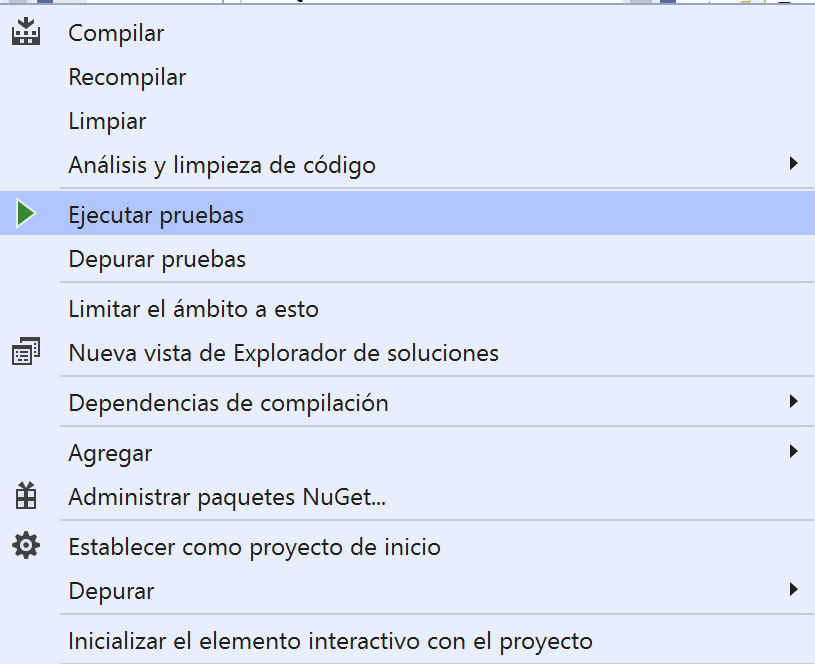 Compilar
Recompilar
Limpiar
Análisis y limpieza de código
Ejecutar pruebas
Depurar pruebas
Limitar el ámbito a esto
Nueva vista de Explorador de soluciones
Dependencias de compilación
Agregar
Administrar paquetes NuGet...
Establecer como proyecto de inicio
Depurar
Inicializar el elemento interactivo con el proyecto